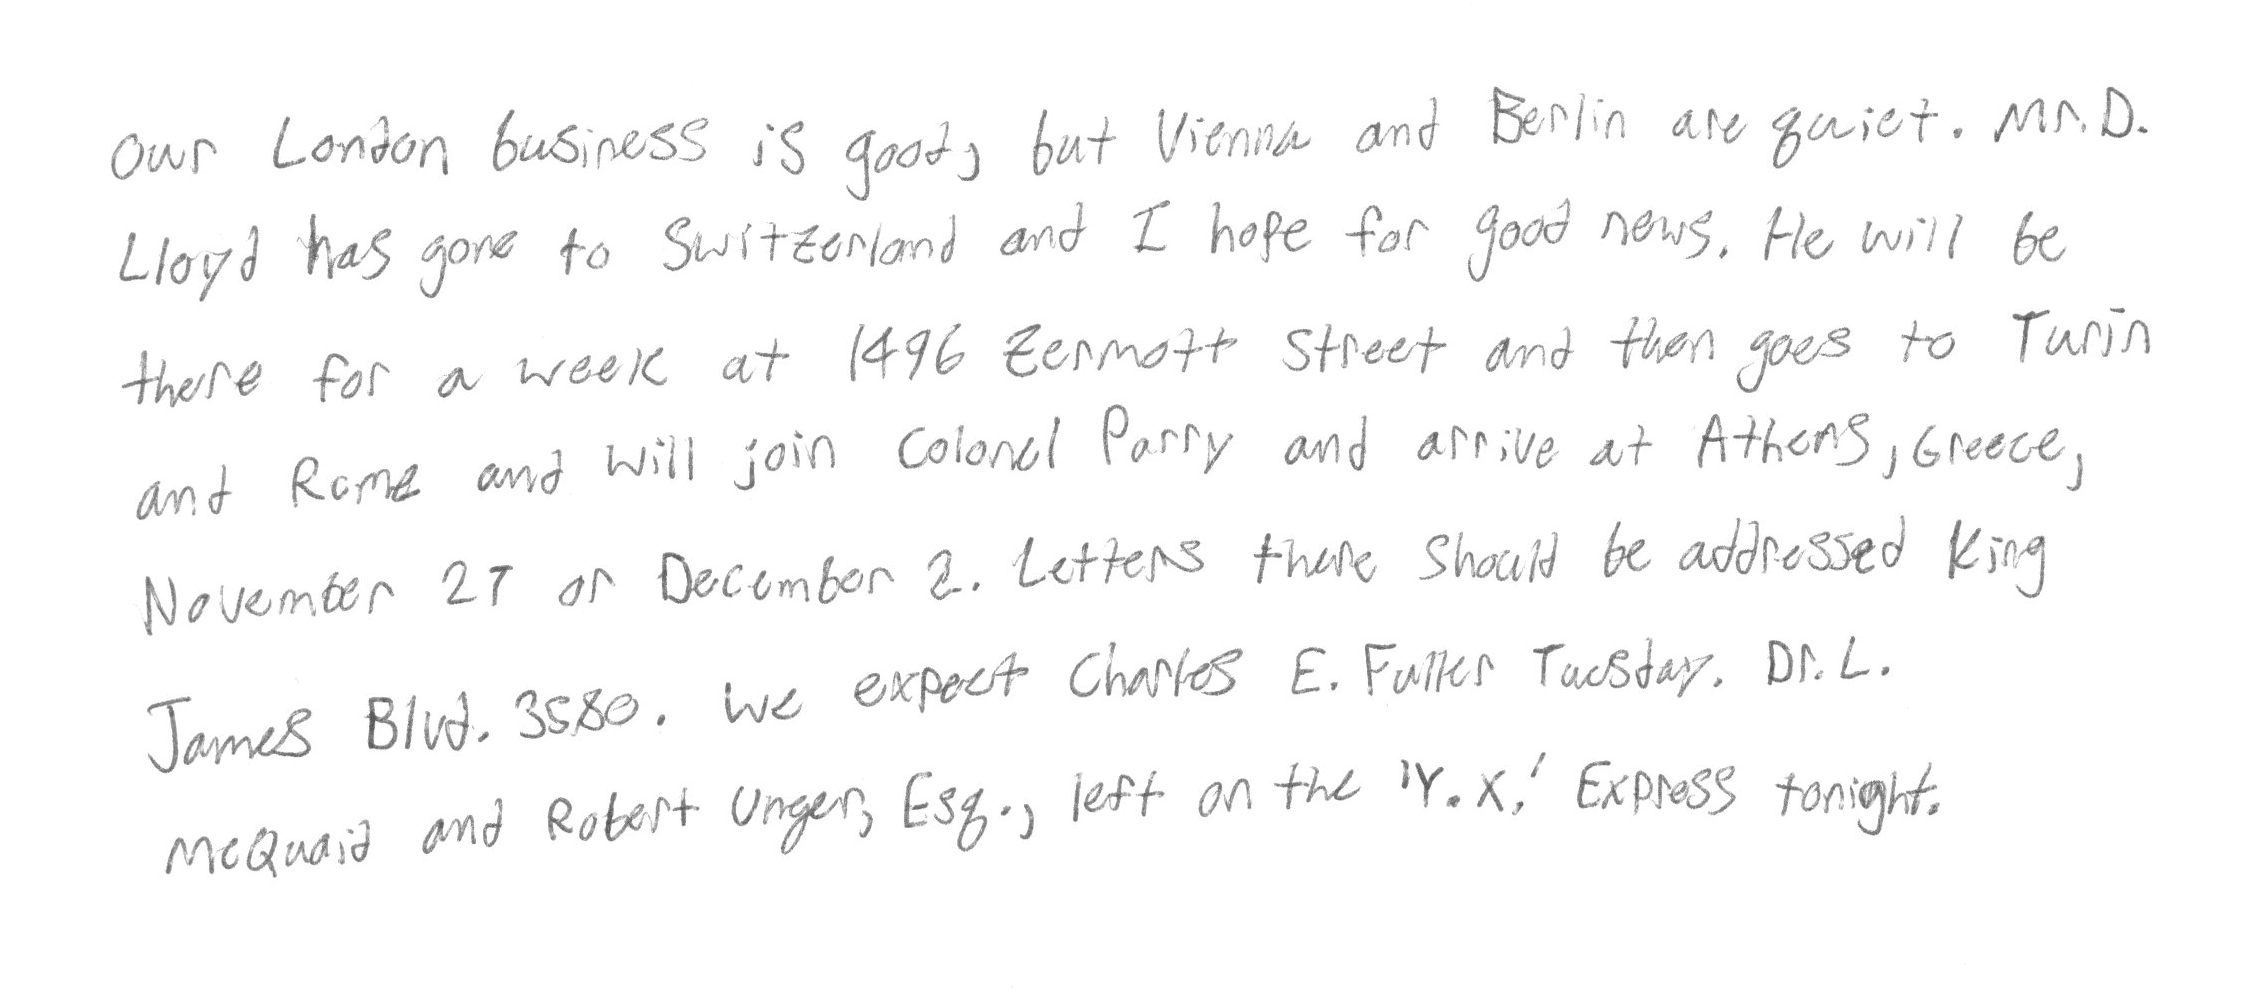 Our London business is good, but Vienna and Berlin are quiet. Mr. D.
Lloyd has gone to Switzerland and I hope for good news. He will be
there for a week at 1496 Zermott Street and then goes to Turin
and Rome and will join Colonel Parry and arrive at Athens, Greece,
November 27 or December 2. Letters there should be addressed King
James Blvd. 3580. We expect Charles E. Fuller Tuesday. Dr. L.
McQuaid and Robert Unger, Esq., left on the 'Y.X.' Express tonight.